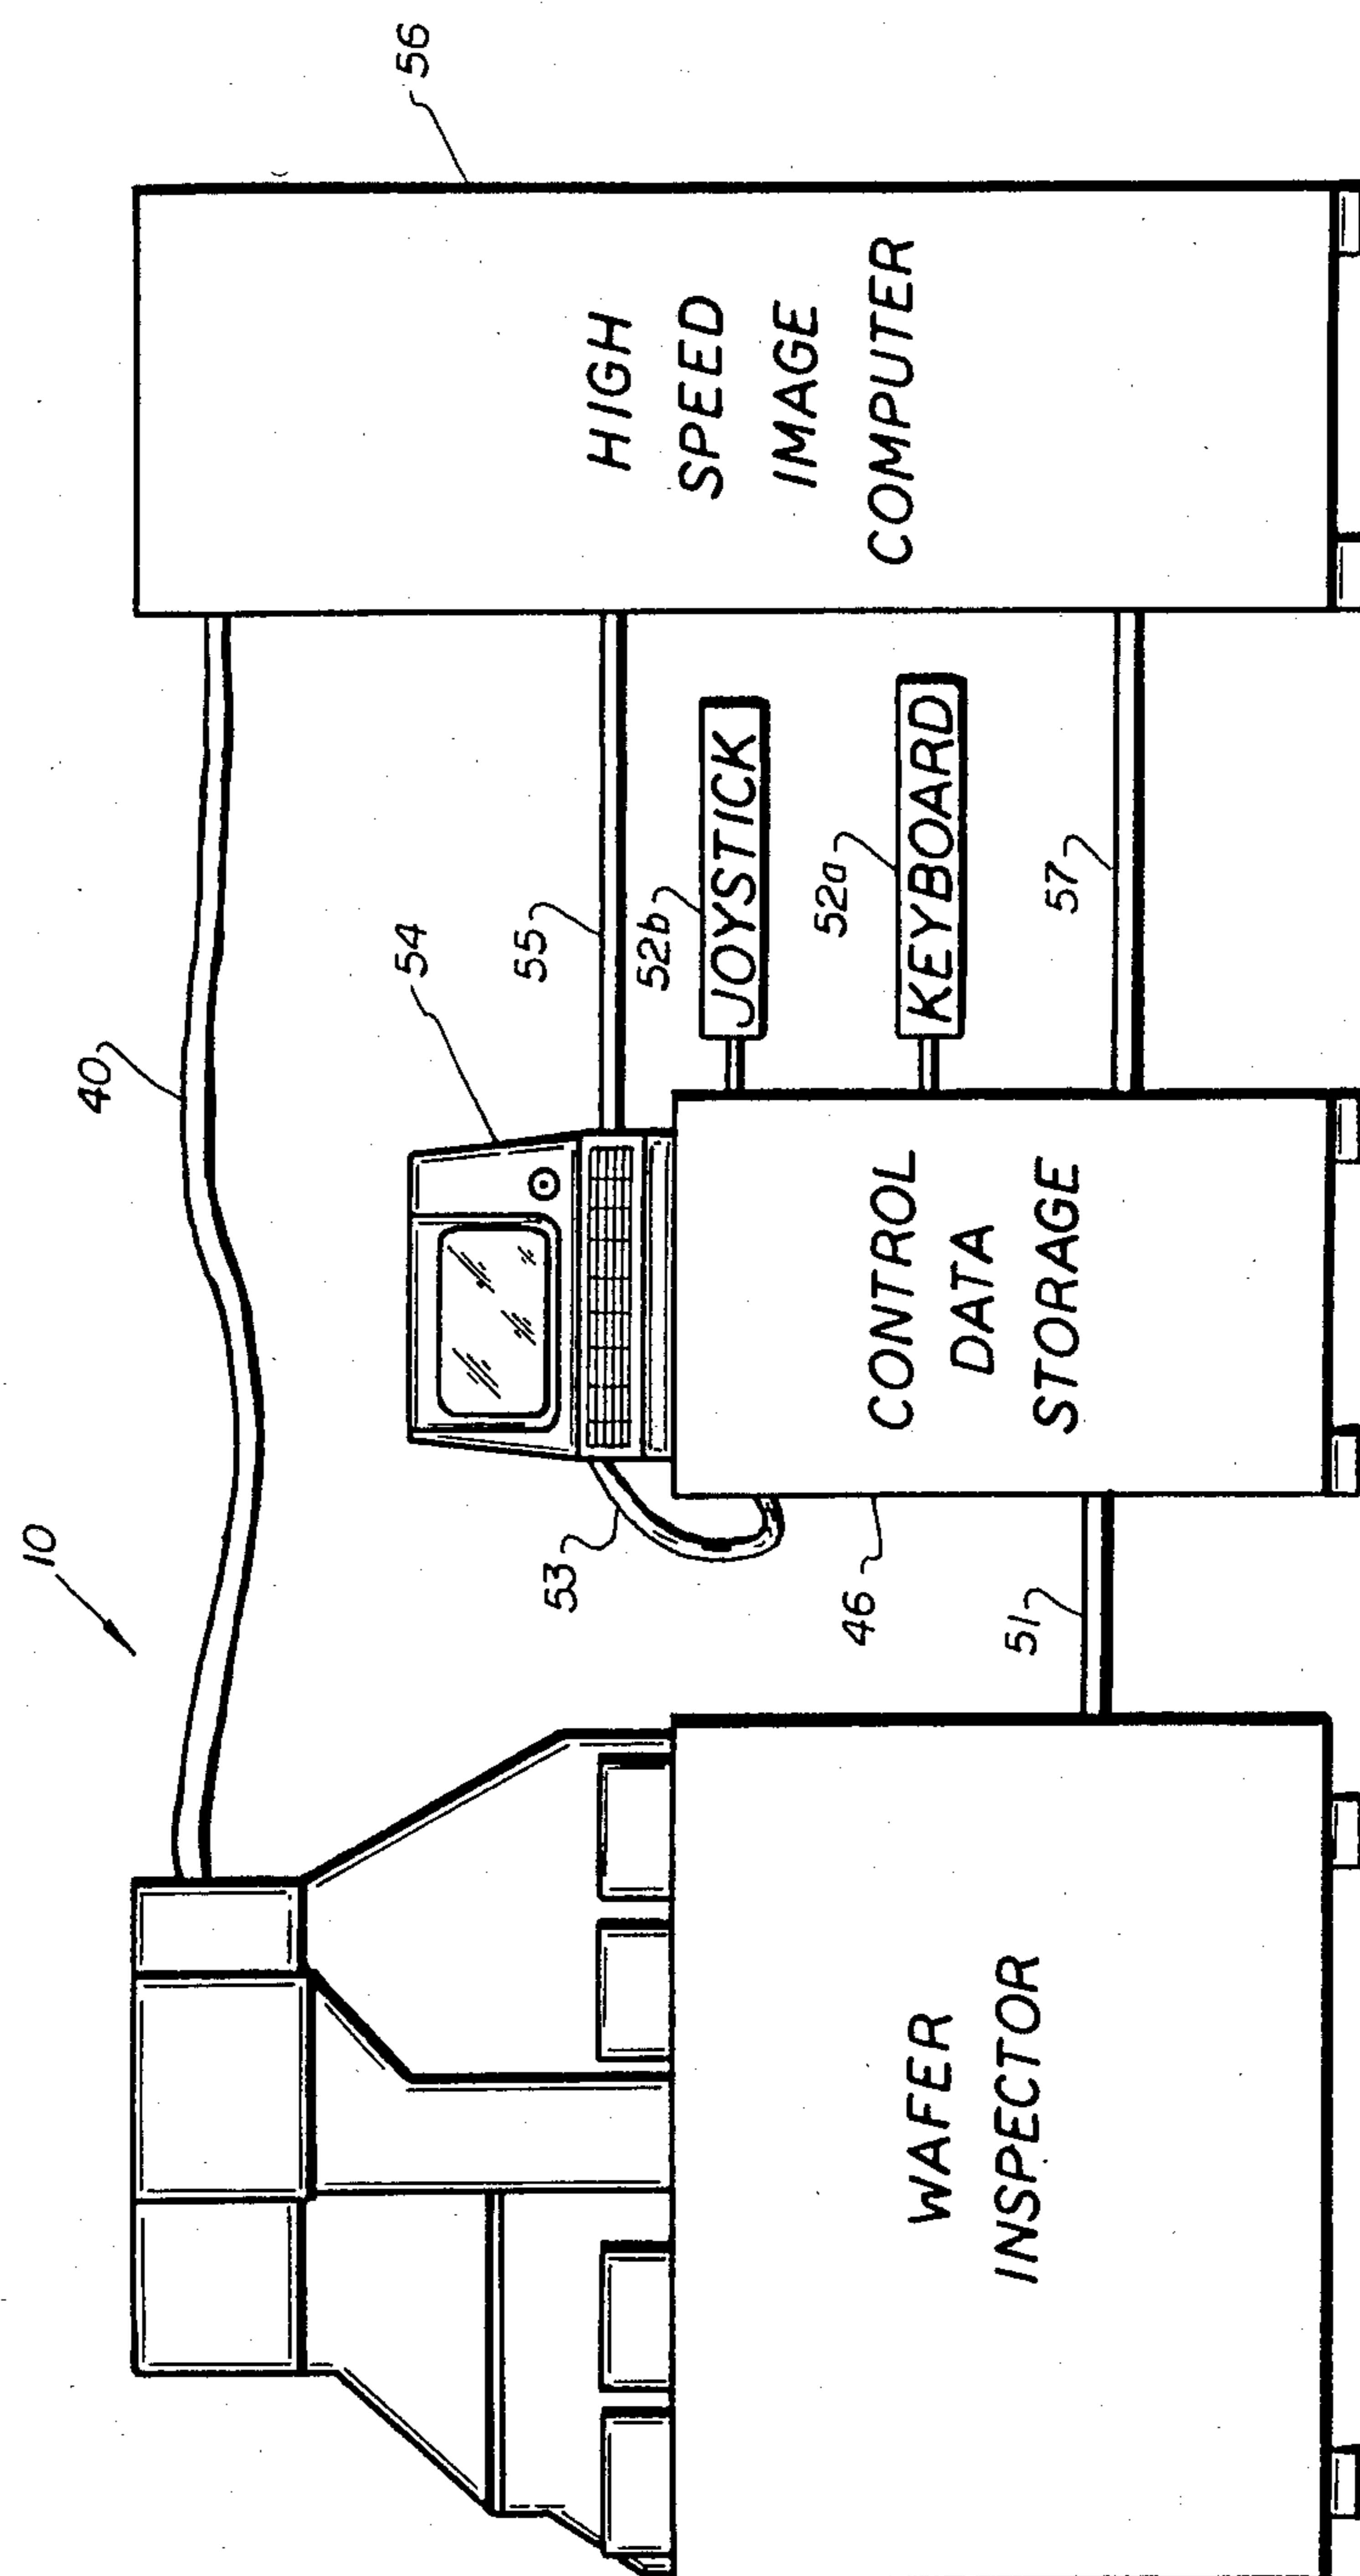 10
40
56
54
55
53
52b
JOYSTICK
52a
KEYBOARD
57
46
51
WAFER
INSPECTOR
CONTROL
DATA
STORAGE
HIGH
SPEED
IMAGE
COMPUTER